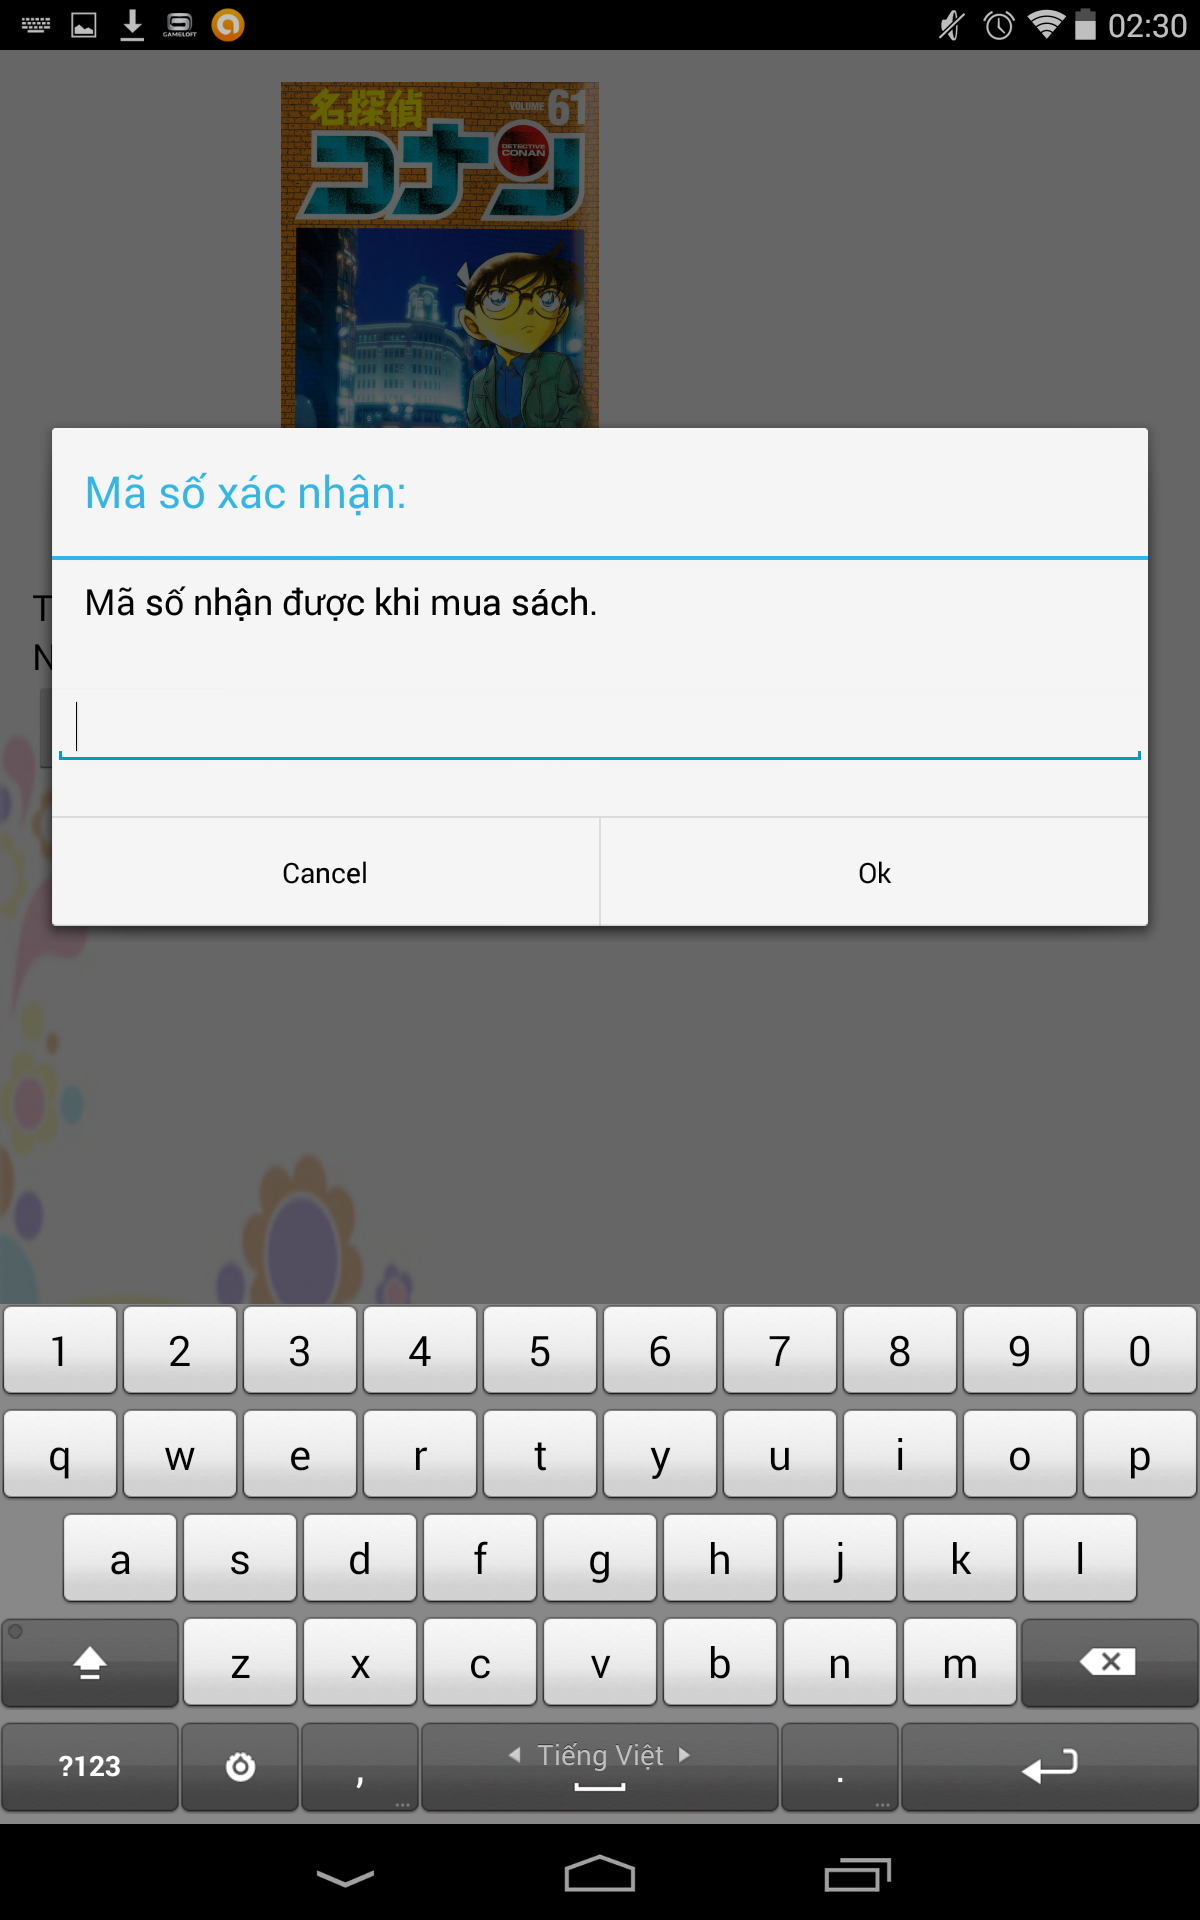 GAMELOFT
02:30
名探偵
VOLUME 61
コナン
DETECTIVE
CONAN
Mã số xác nhận:
Mã số nhận được khi mua sách.
T
N
Cancel
Ok
1 2 3 4 5 6 7 8 9 0
q w e r t y u i o p
a s d f g h j k l
z x c v b n m
?123 , Tiếng Việt .